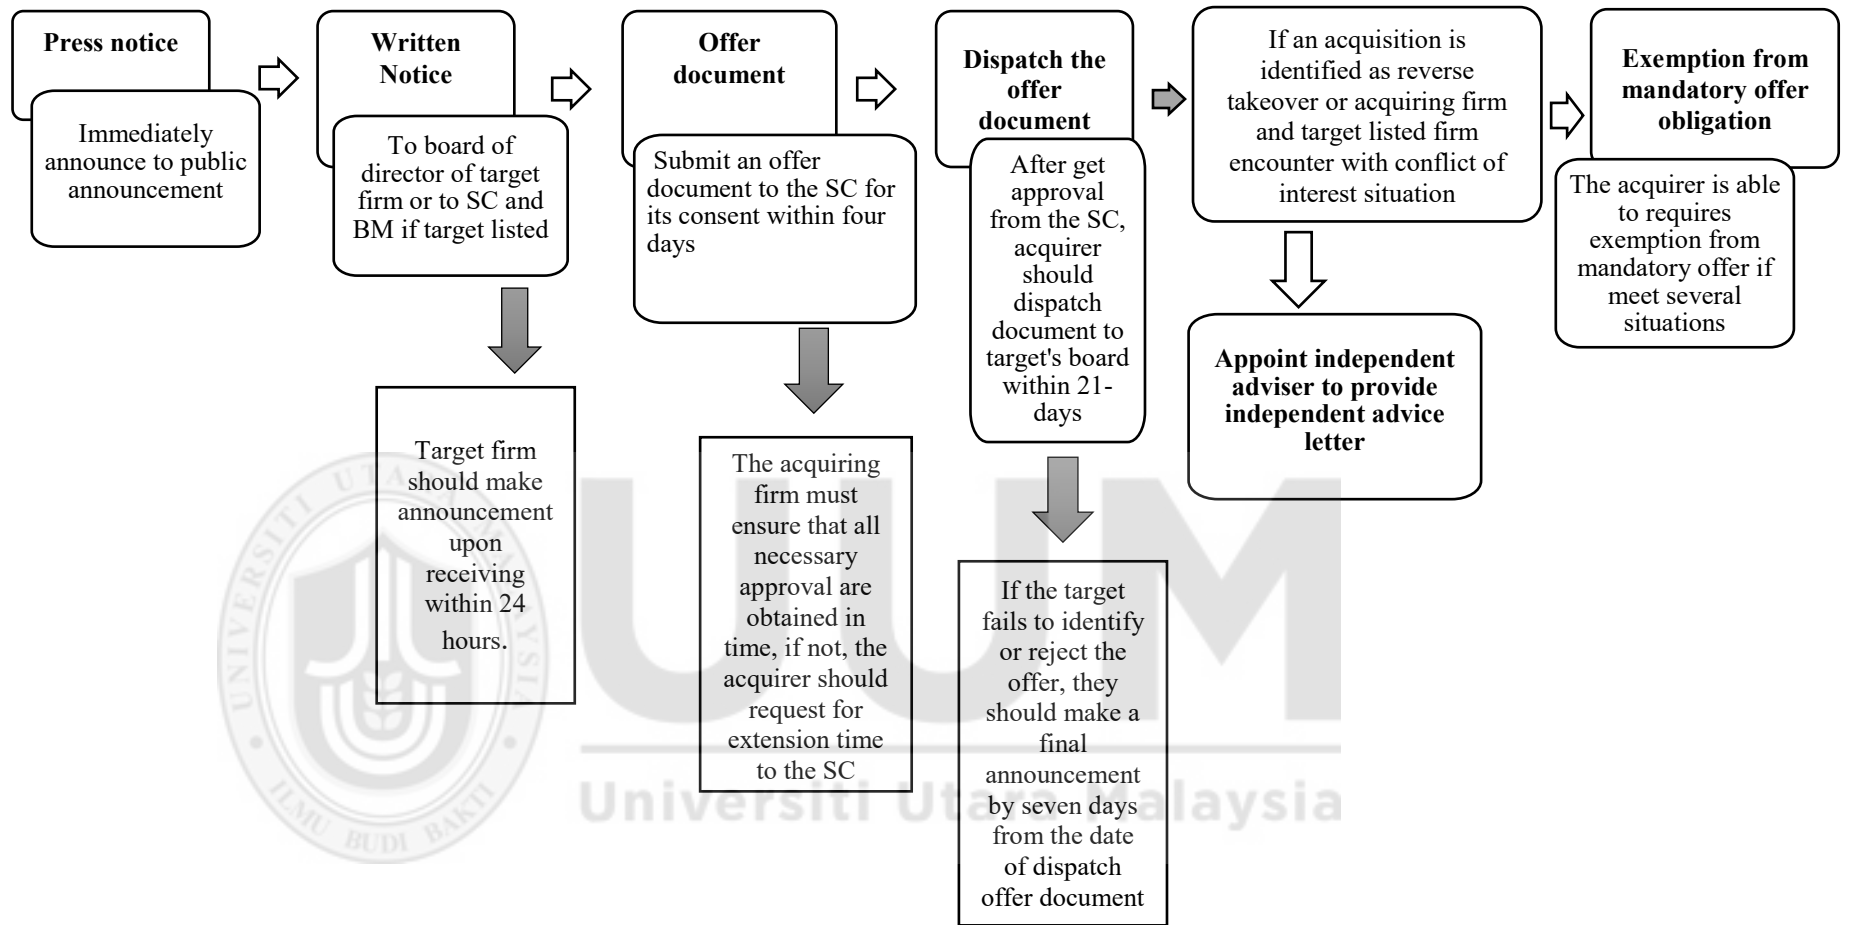 Press notice
Immediately
announce to public
announcement
Written
Notice
To board of
director of target
firm or to SC and
BM if target listed
Target firm
should make
announcement
upon
receiving
within 24
hours.
Offer
document
Submit an offer
document to the SC for
its consent within four
days
The acquiring
firm must
ensure that all
necessary
approval are
obtained in
time, if not, the
acquirer should
request for
extension time
to the SC
Dispatch the
offer
document
After get
approval
from the SC,
acquirer
should
dispatch
document to
target's board
within 21-
days
If the target
fails to identify
or reject the
offer, they
should make a
final
announcement
by seven days
from the date
of dispatch
offer document
If an acquisition is
identified as reverse
takeover or acquiring firm
and target listed firm
encounter with conflict of
interest situation
Appoint independent
adviser to provide
independent advice
letter
Exemption from
mandatory offer
obligation
The acquirer is able
to requires
exemption from
mandatory offer if
meet several
situations
UNIVERSITI UTARA MALAYSIA
ILMU BUDI BAKTI
UUM
Universiti Utara Malaysia